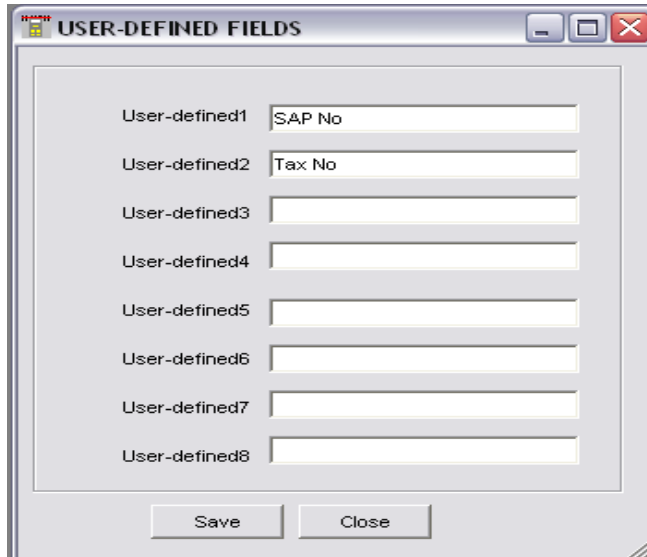 USER-DEFINED FIELDS
User-defined1 SAP No
User-defined2 Tax No
User-defined3
User-defined4
User-defined5
User-defined6
User-defined7
User-defined8
Save Close